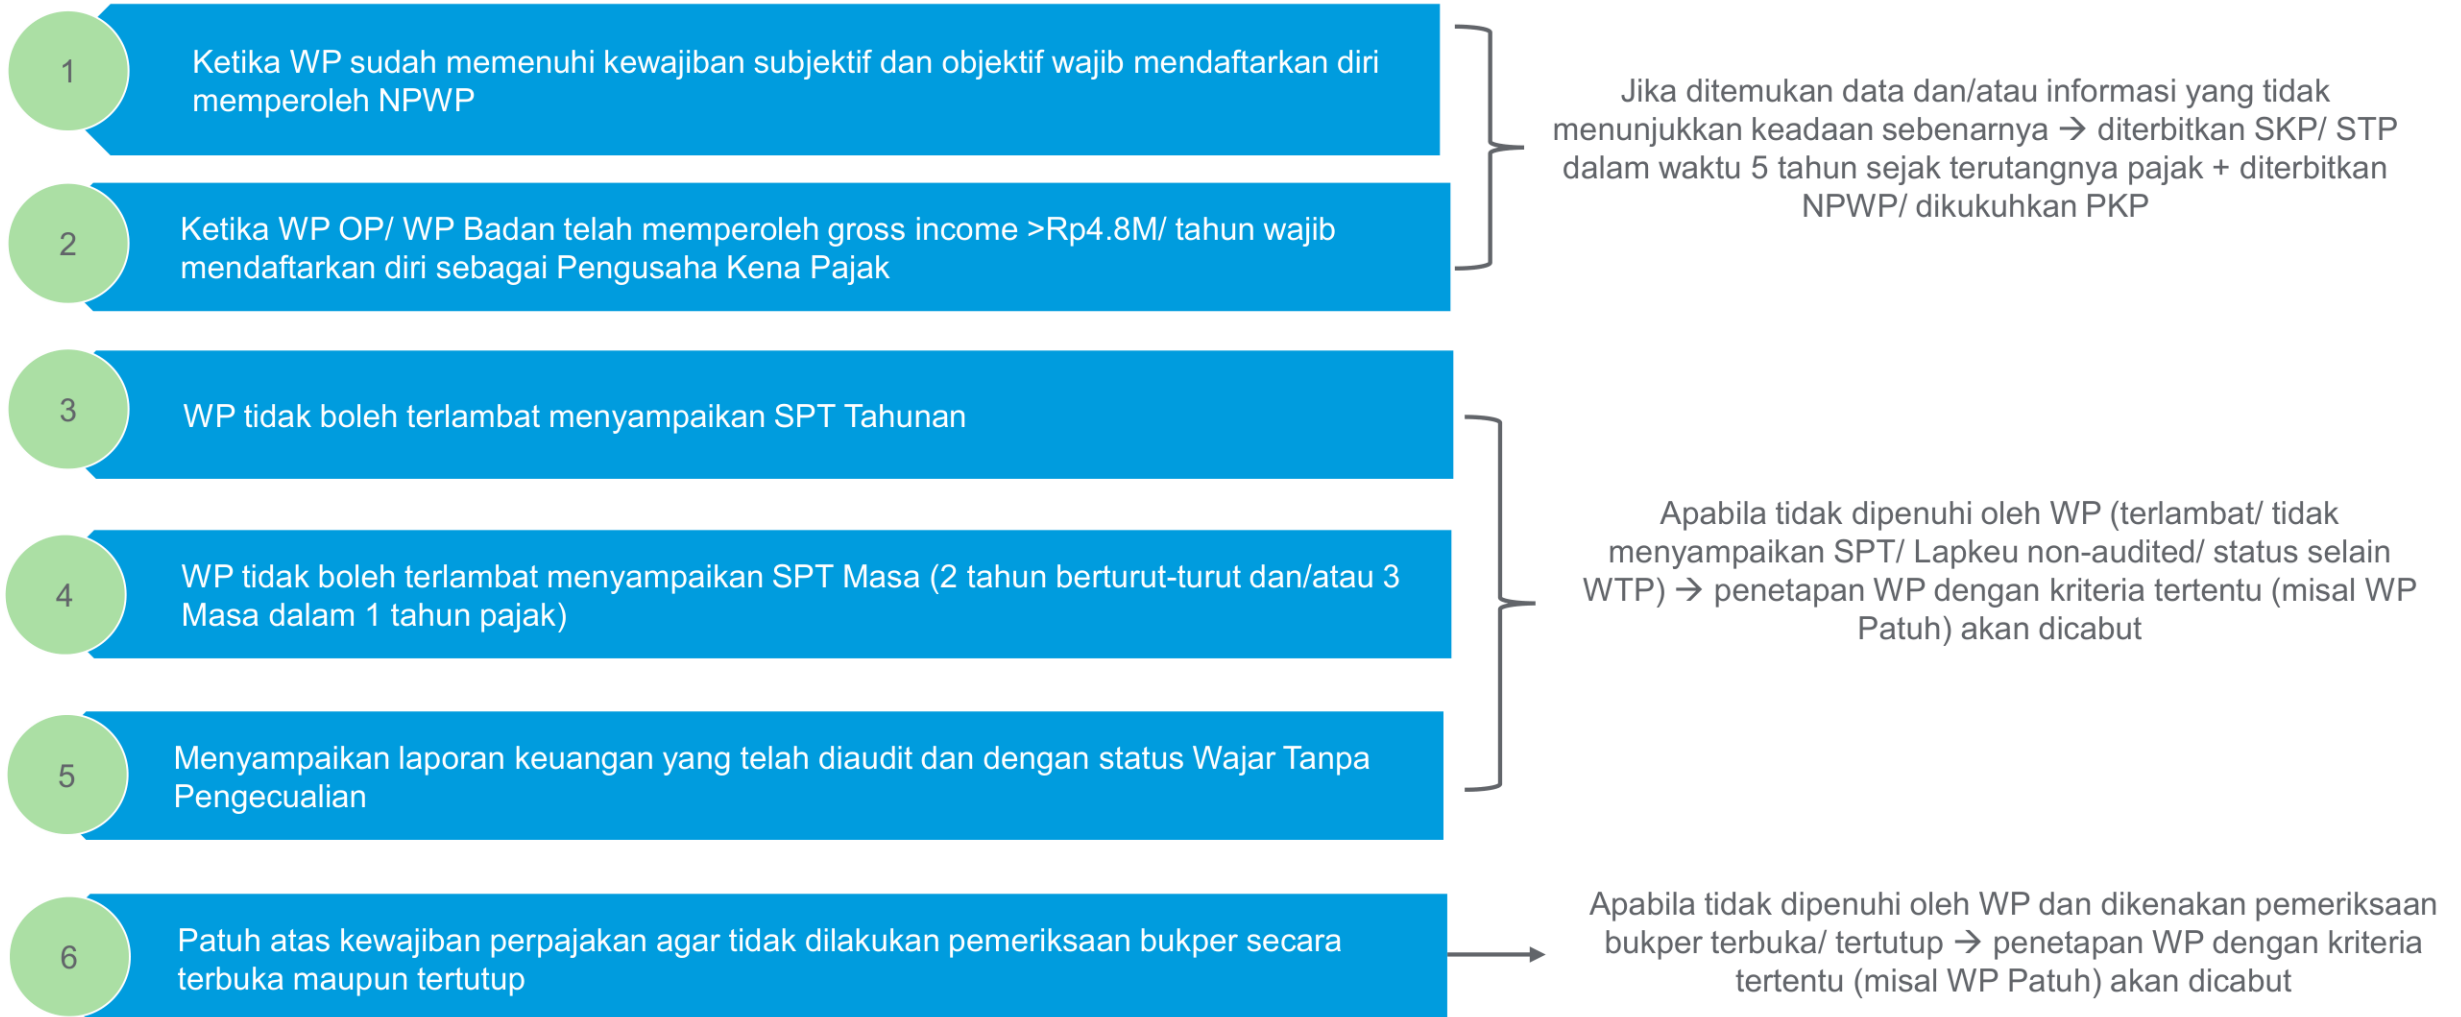 1
Ketika WP sudah memenuhi kewajiban subjektif dan objektif wajib mendaftarkan diri
memperoleh NPWP
2
Ketika WP OP/ WP Badan telah memperoleh gross income >Rp4.8M/ tahun wajib
mendaftarkan diri sebagai Pengusaha Kena Pajak
Jika ditemukan data dan/atau informasi yang tidak
menunjukkan keadaan sebenarnya → diterbitkan SKP/ STP
dalam waktu 5 tahun sejak terutangnya pajak + diterbitkan
NPWP/ dikukuhkan PKP
3
WP tidak boleh terlambat menyampaikan SPT Tahunan
4
WP tidak boleh terlambat menyampaikan SPT Masa (2 tahun berturut-turut dan/atau 3
Masa dalam 1 tahun pajak)
5
Menyampaikan laporan keuangan yang telah diaudit dan dengan status Wajar Tanpa
Pengecualian
Apabila tidak dipenuhi oleh WP (terlambat/ tidak
menyampaikan SPT/ Lapkeu non-audited/ status selain
WTP) → penetapan WP dengan kriteria tertentu (misal WP
Patuh) akan dicabut
6
Patuh atas kewajiban perpajakan agar tidak dilakukan pemeriksaan bukper secara
terbuka maupun tertutup
Apabila tidak dipenuhi oleh WP dan dikenakan pemeriksaan
bukper terbuka/ tertutup → penetapan WP dengan kriteria
tertentu (misal WP Patuh) akan dicabut